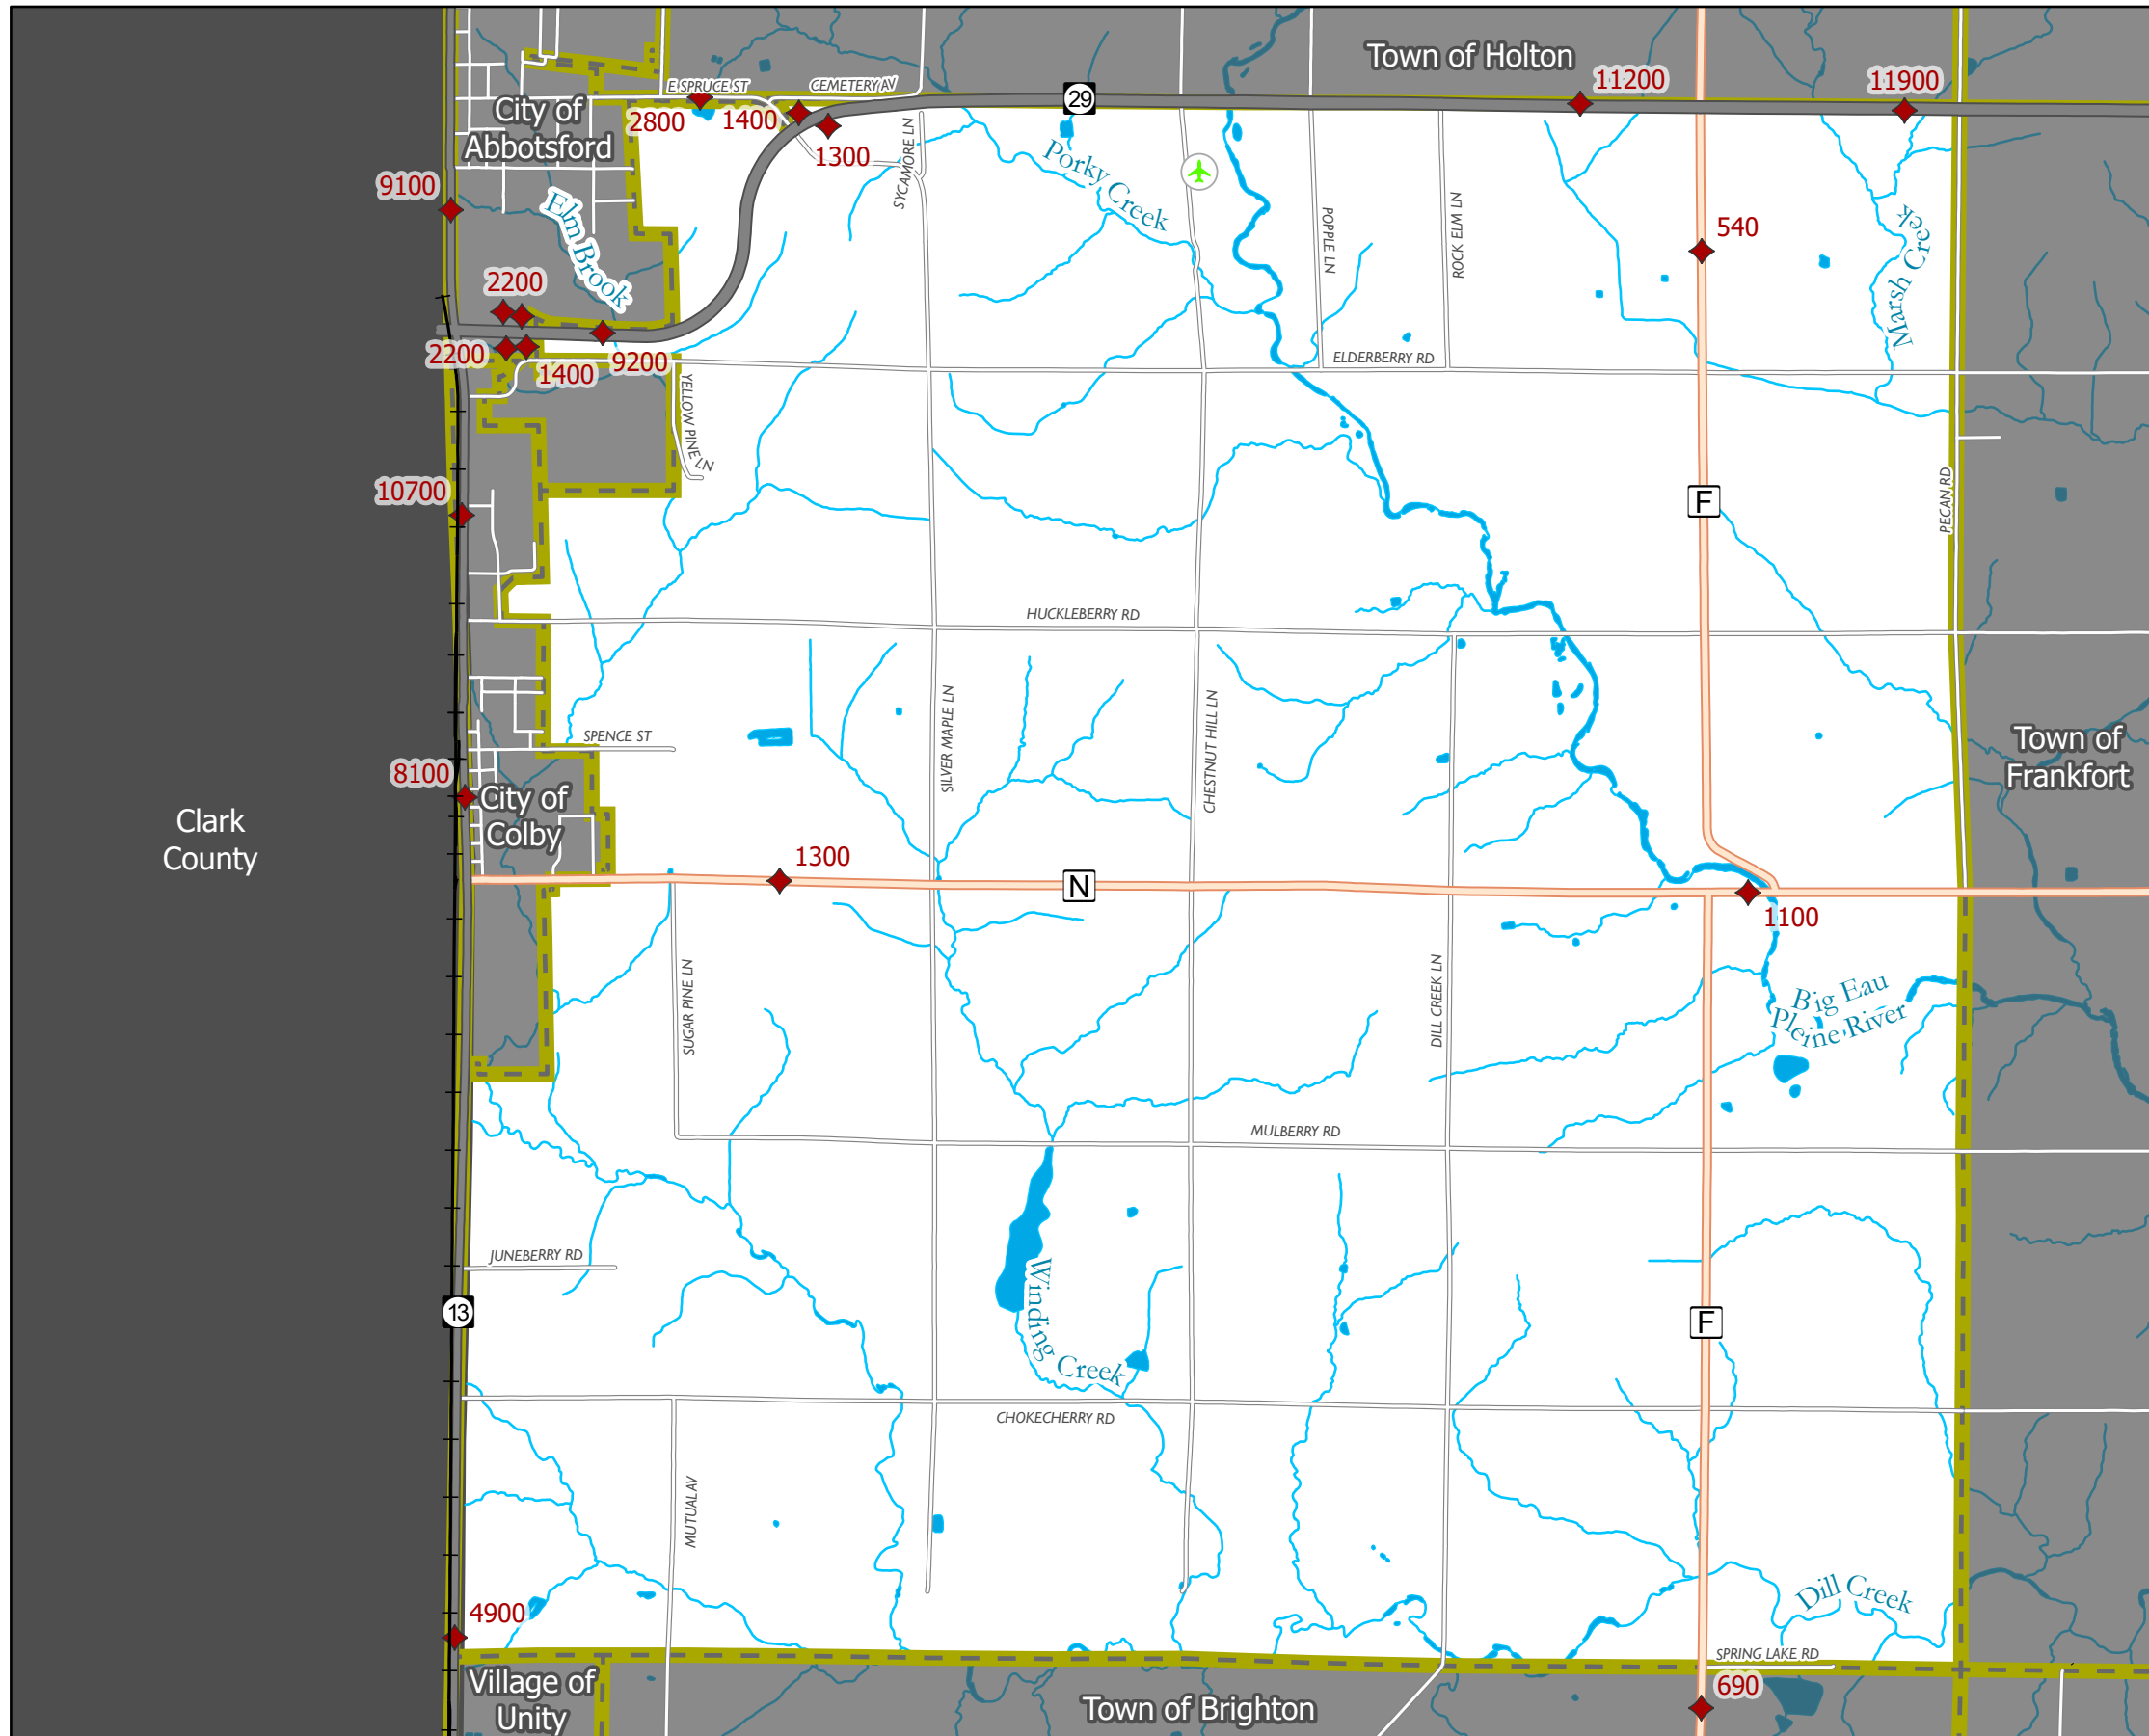 Town of Holton
11200
11900
E SPRUCE ST
CEMETERY AV
29
City of
Abbotsford
2800
1400
1300
SYCAMORE LN
Porky Creek
9100
Elm Brook
POPPLE LN
ROCK ELM LN
540
Marsh Creek
2200
2200
1400
9200
ELDERBERRY RD
YELLOW PINE LN
10700
F
PECAN RD
HUCKLEBERRY RD
SILVER MAPLE LN
CHESTNUT HILL LN
SPENCE ST
Town of
Frankfort
8100
City of
Colby
Clark
County
1300
N
1100
SUGAR PINE LN
DILL CREEK LN
Big Eau
Pleine River
MULBERRY RD
JUNEBERRY RD
13
Winding Creek
F
CHOKECHERRY RD
MUTUAL AV
Dill Creek
4900
SPRING LAKE RD
Village of
Unity
Town of Brighton
690